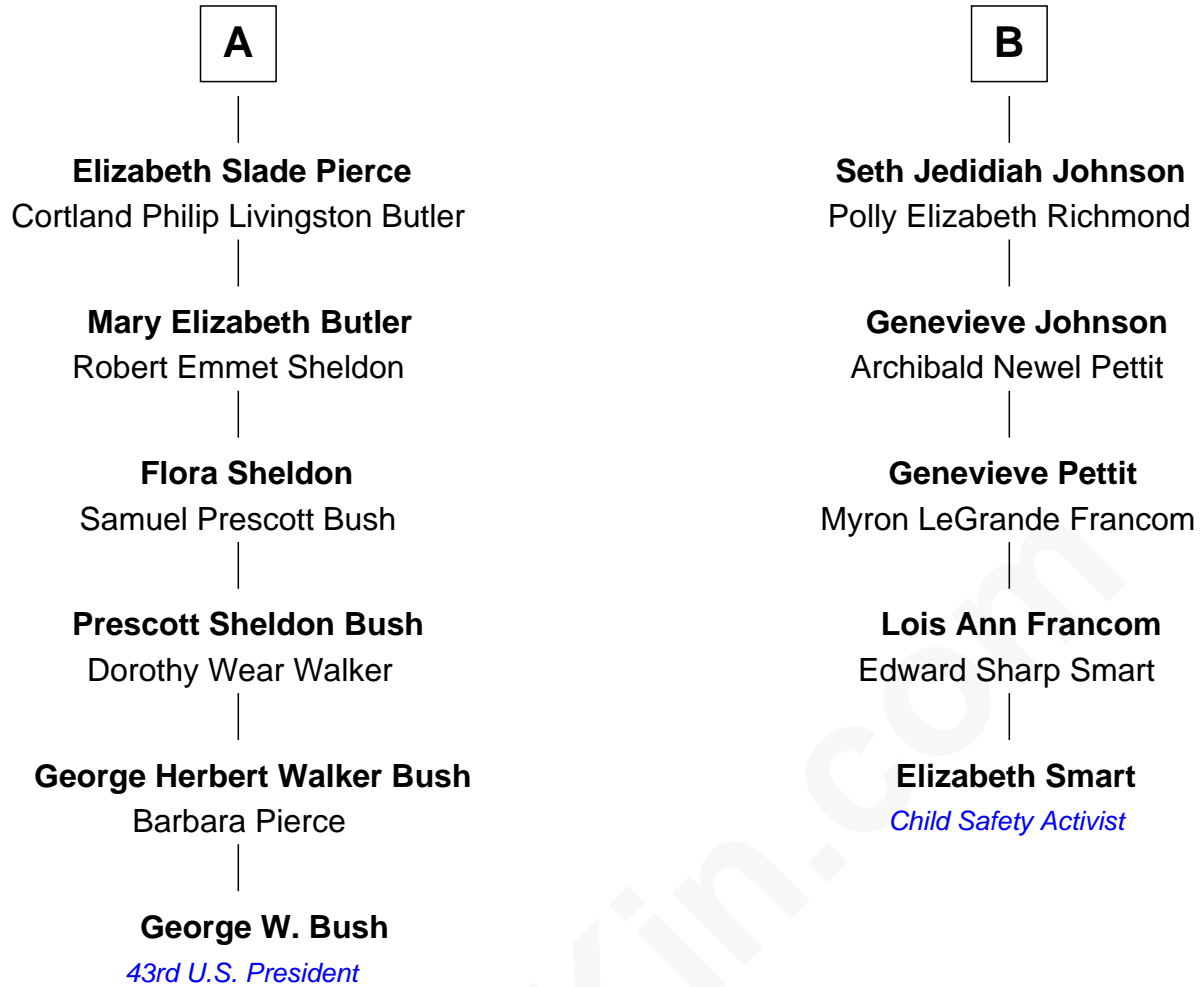 A
Elizabeth Slade Pierce
Cortland Philip Livingston Butler
Mary Elizabeth Butler
Robert Emmet Sheldon
Flora Sheldon
Samuel Prescott Bush
Prescott Sheldon Bush
Dorothy Wear Walker
George Herbert Walker Bush
Barbara Pierce
George W. Bush
43rd U.S. President
B
Seth Jedidiah Johnson
Polly Elizabeth Richmond
Genevieve Johnson
Archibald Newel Pettit
Genevieve Pettit
Myron LeGrande Francom
Lois Ann Francom
Edward Sharp Smart
Elizabeth Smart
Child Safety Activist